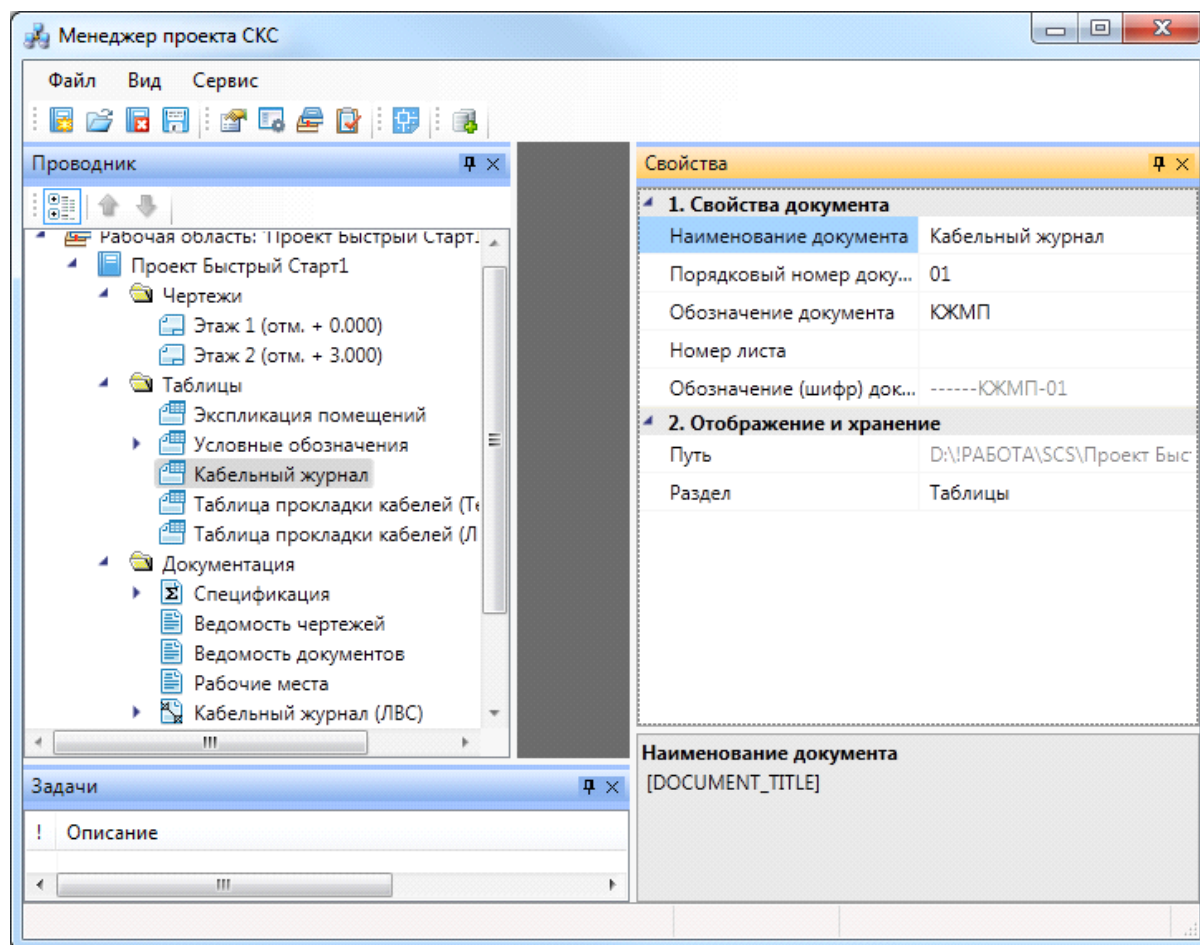 Менеджер проекта СКС
Файл Вид Сервис
Проводник
Рабочая область: 'Проект Быстрый Старт
Проект Быстрый Старт1
Чертежи
Этаж 1 (отм. + 0.000)
Этаж 2 (отм. + 3.000)
Таблицы
Экспликация помещений
Условные обозначения
Кабельный журнал
Таблица прокладки кабелей (Те
Таблица прокладки кабелей (Л
Документация
Спецификация
Ведомость чертежей
Ведомость документов
Рабочие места
Кабельный журнал (ЛВС)
Задачи
! Описание
Свойства
1. Свойства документа
Наименование документа Кабельный журнал
Порядковый номер доку... 01
Обозначение документа КЖМП
Номер листа
Обозначение (шифр) док... ------КЖМП-01
2. Отображение и хранение
Путь D:\!РАБОТА\SCS\Проект Быс
Раздел Таблицы
Наименование документа
[DOCUMENT_TITLE]